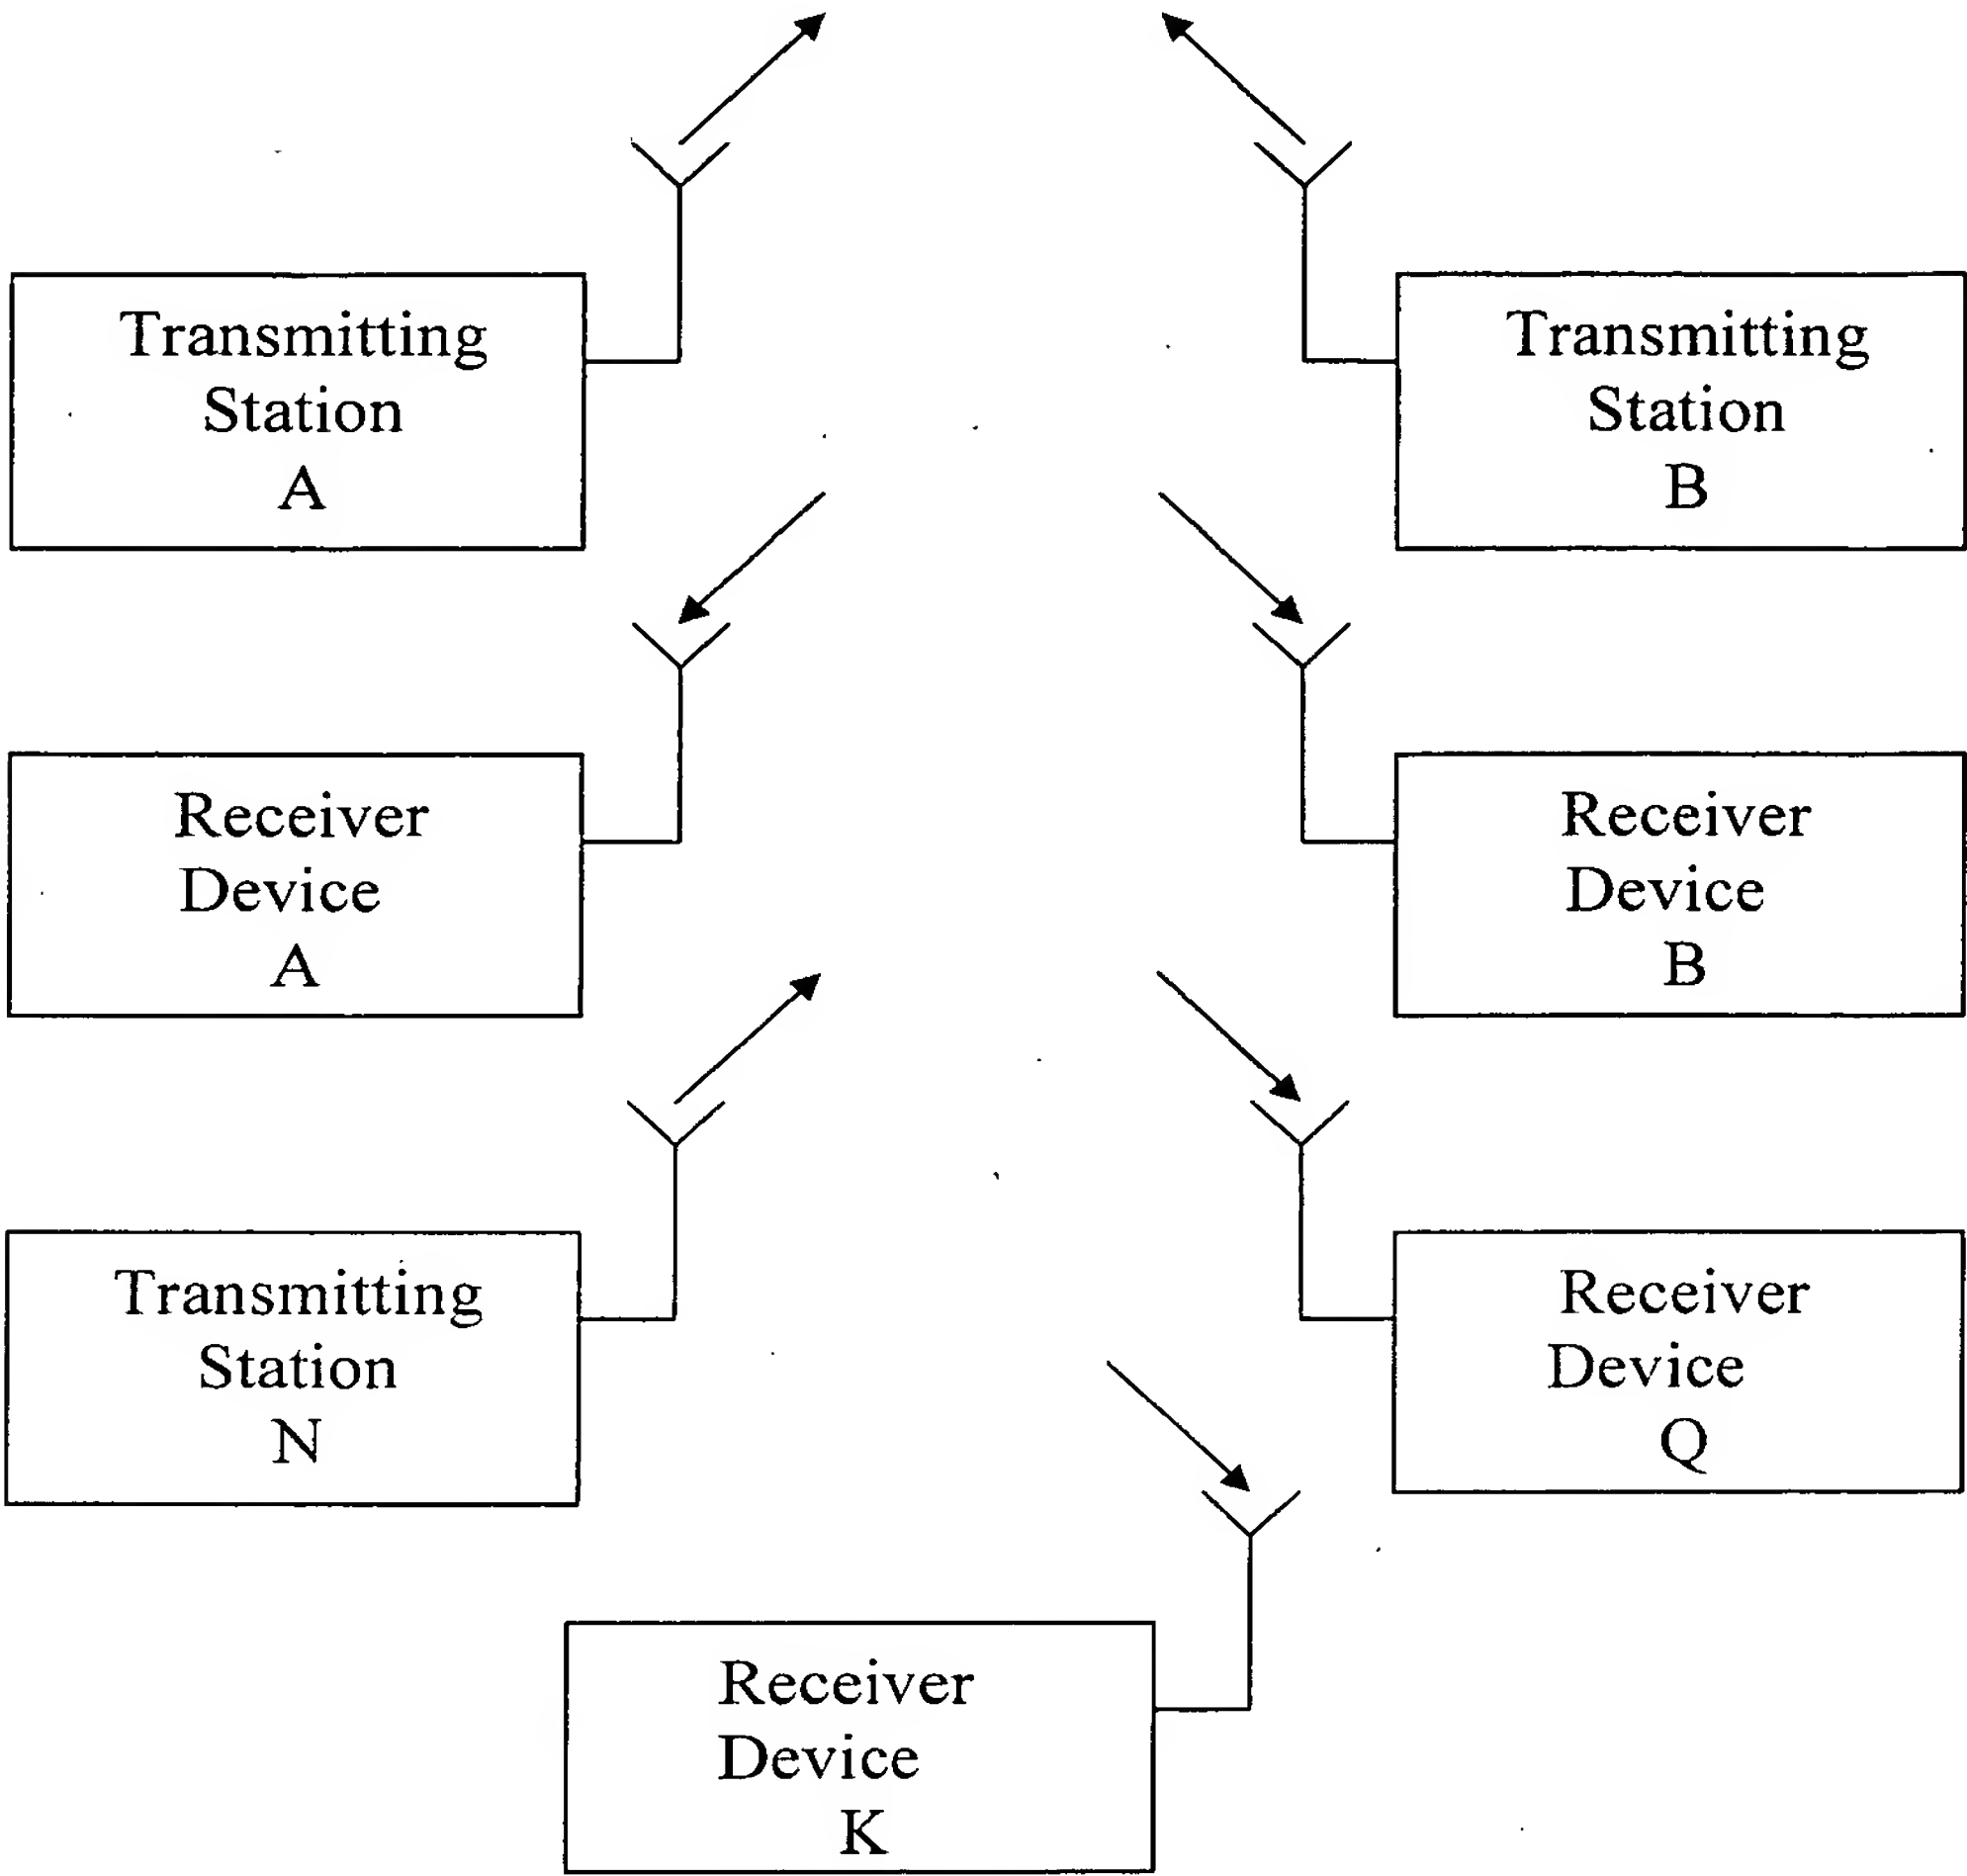 Transmitting
Station
A
Transmitting
Station
B
Receiver
Device
A
Receiver
Device
B
Transmitting
Station
N
Receiver
Device
Q
Receiver
Device
K